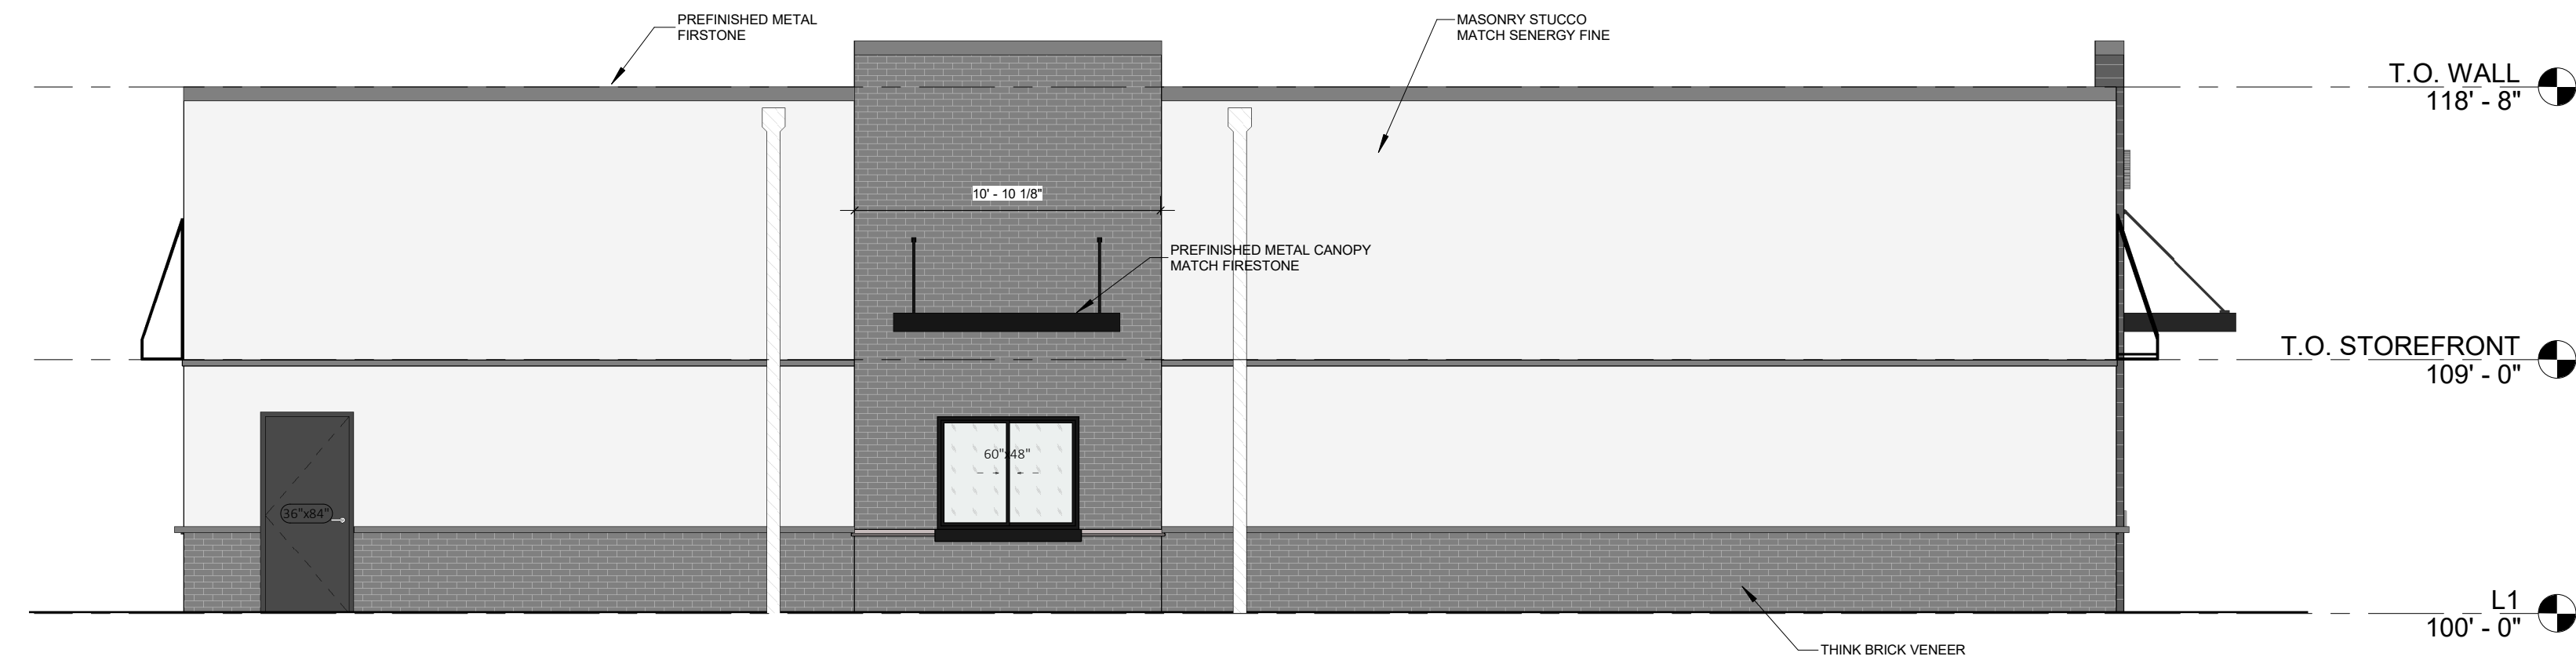 PREFINISHED METAL
FIRSTONE
MASONRY STUCCO
MATCH SENERGY FINE
T.O. WALL
118' - 8"
10' - 10 1/8"
PREFINISHED METAL CANOPY
MATCH FIRESTONE
T.O. STOREFRONT
109' - 0"
60"x48"
36"x84"
L1
100' - 0"
THINK BRICK VENEER